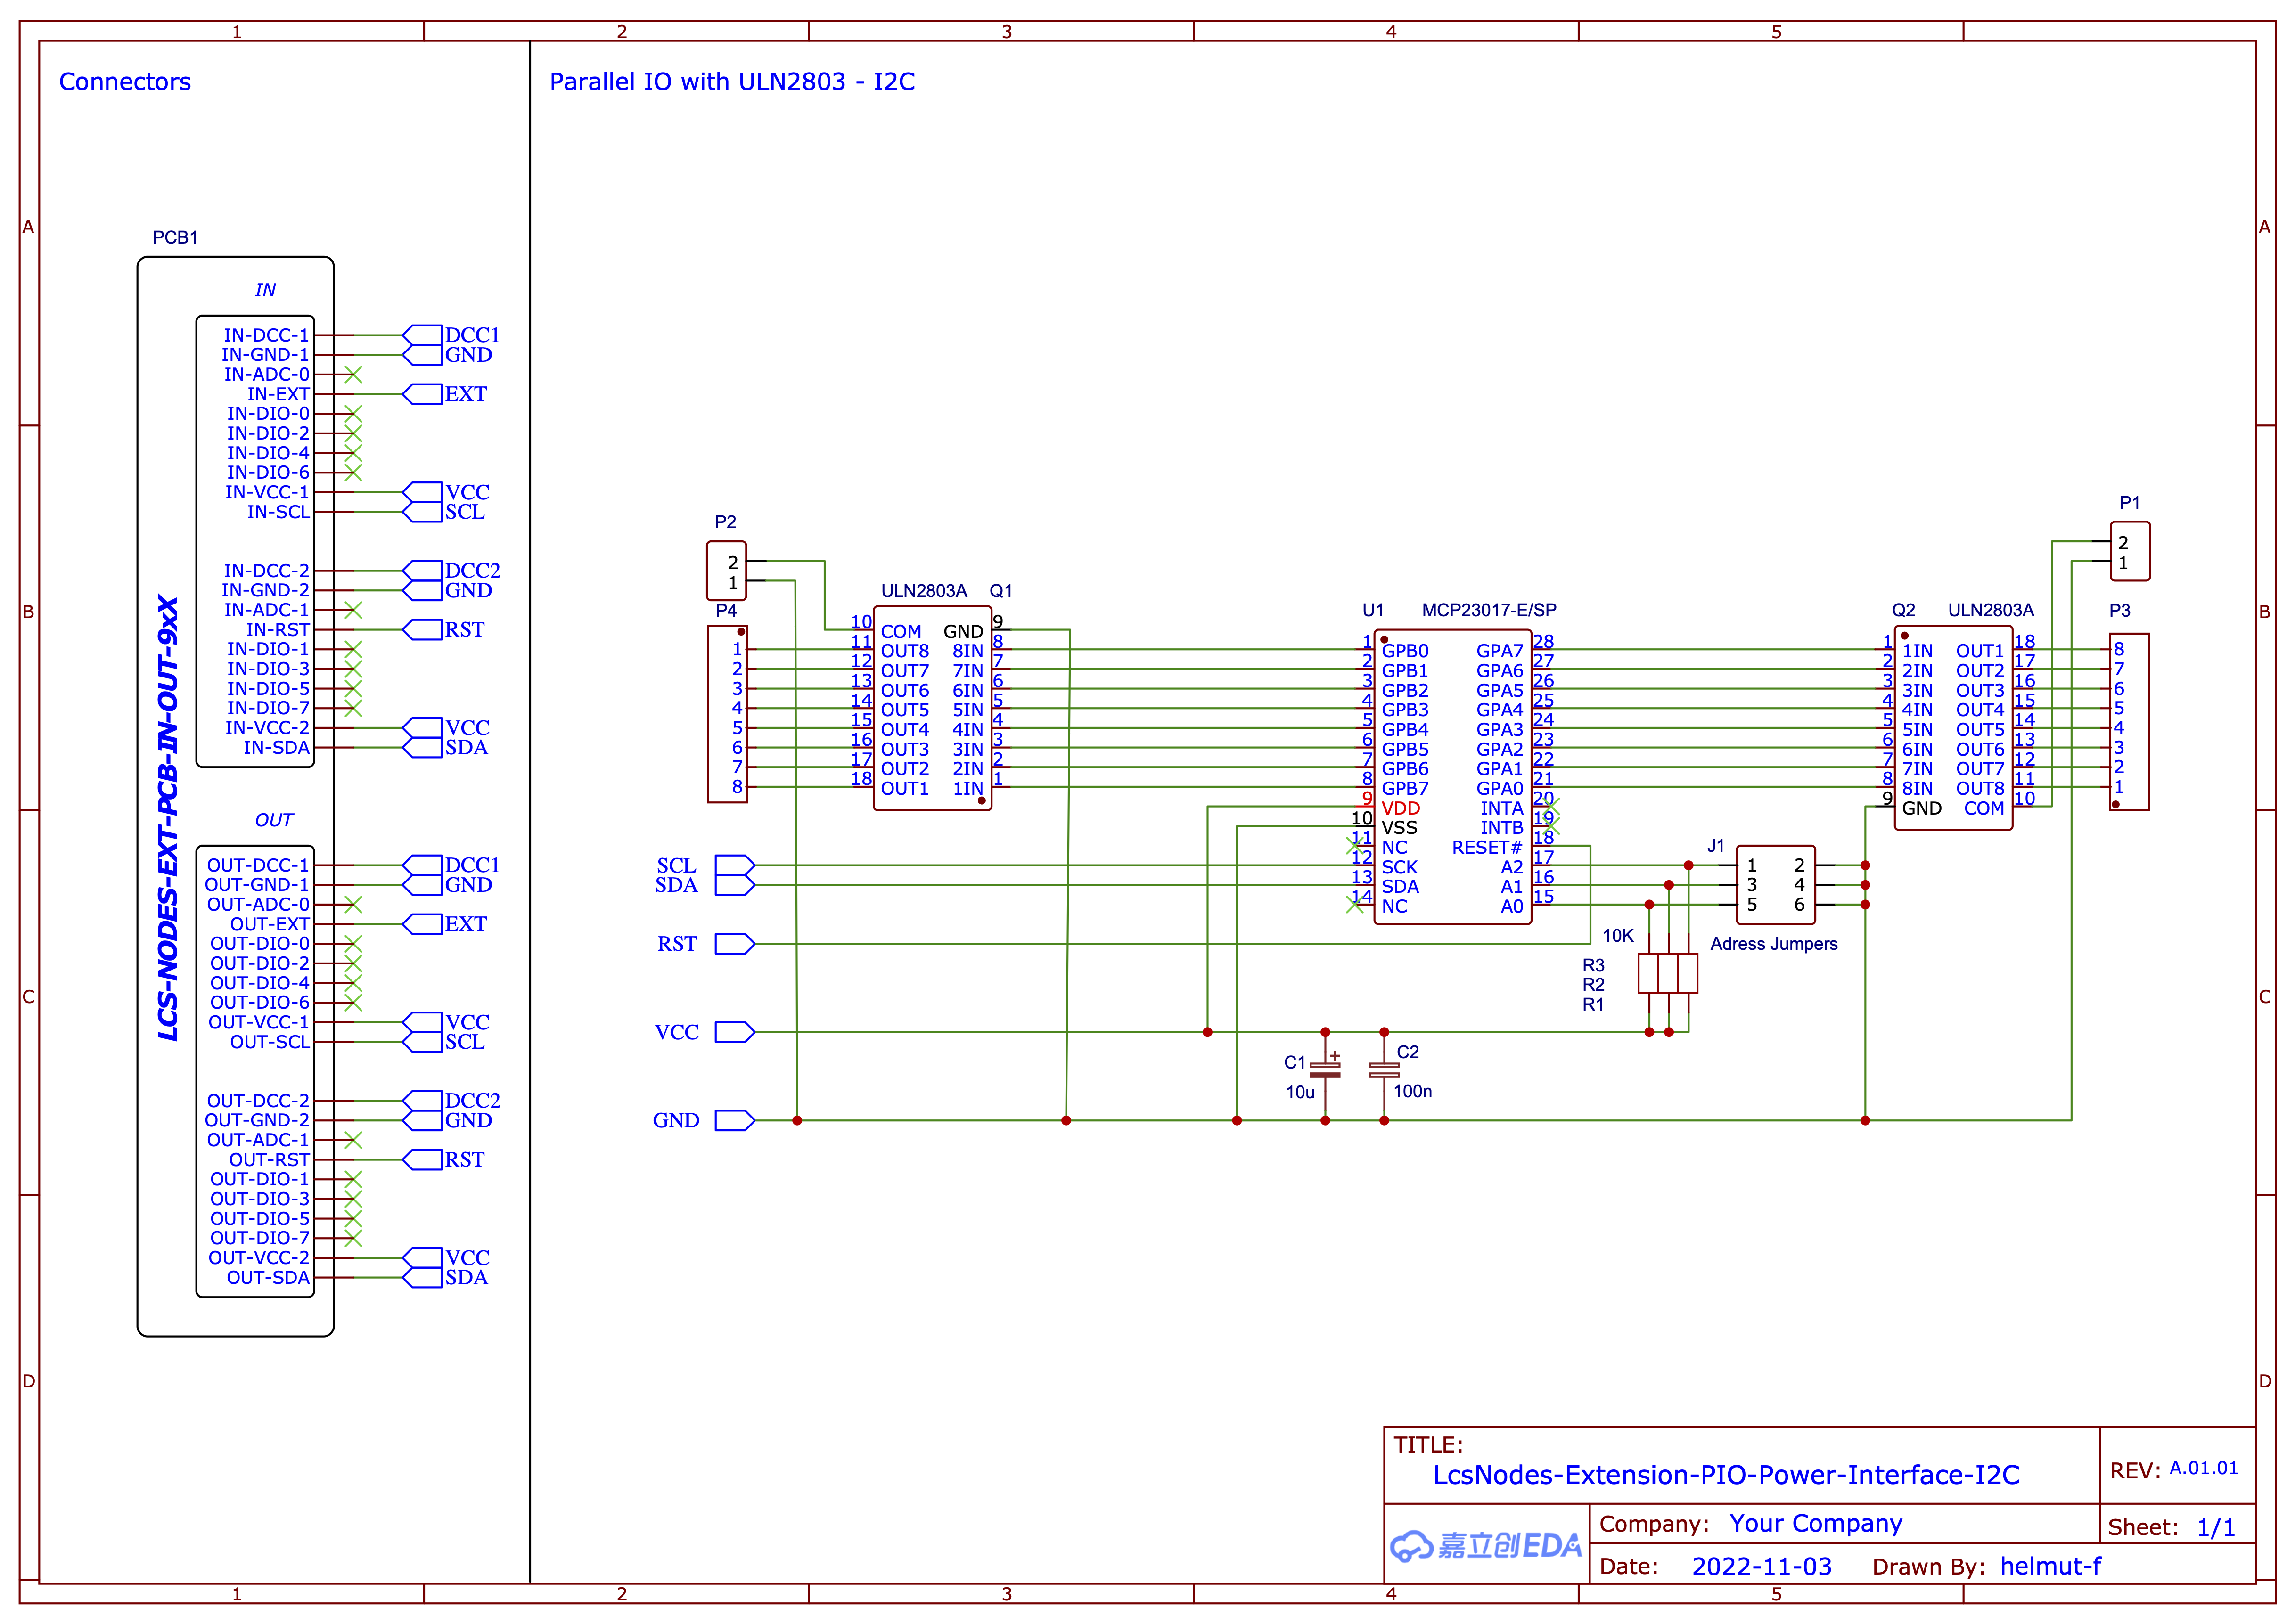 1 2 3 4 5
A
B
C
D
A
B
C
D
1 2 3 4 5
Connectors
PCB1
LCS-NODES-EXT-PCB-IN-OUT-9xX
IN
IN-DCC-1 DCC1
IN-GND-1 GND
IN-ADC-0
IN-EXT EXT
IN-DIO-0
IN-DIO-2
IN-DIO-4
IN-DIO-6
IN-VCC-1 VCC
IN-SCL SCL
IN-DCC-2 DCC2
IN-GND-2 GND
IN-ADC-1
IN-RST RST
IN-DIO-1
IN-DIO-3
IN-DIO-5
IN-DIO-7
IN-VCC-2 VCC
IN-SDA SDA
OUT
OUT-DCC-1 DCC1
OUT-GND-1 GND
OUT-ADC-0
OUT-EXT EXT
OUT-DIO-0
OUT-DIO-2
OUT-DIO-4
OUT-DIO-6
OUT-VCC-1 VCC
OUT-SCL SCL
OUT-DCC-2 DCC2
OUT-GND-2 GND
OUT-ADC-1
OUT-RST RST
OUT-DIO-1
OUT-DIO-3
OUT-DIO-5
OUT-DIO-7
OUT-VCC-2 VCC
OUT-SDA SDA
Parallel IO with ULN2803 - I2C
P2
2
1
P4
1
2
3
4
5
6
7
8
ULN2803A Q1
10 COM GND 9
11 OUT8 8IN 8
12 OUT7 7IN 7
13 OUT6 6IN 6
14 OUT5 5IN 5
15 OUT4 4IN 4
16 OUT3 3IN 3
17 OUT2 2IN 2
18 OUT1 1IN 1
U1 MCP23017-E/SP
1 GPB0 GPA7 28
2 GPB1 GPA6 27
3 GPB2 GPA5 26
4 GPB3 GPA4 25
5 GPB4 GPA3 24
6 GPB5 GPA2 23
7 GPB6 GPA1 22
8 GPB7 GPA0 21
9 VDD INTA 20
10 VSS INTB 19
11 NC RESET# 18
12 SCK A2 17
13 SDA A1 16
14 NC A0 15
Q2 ULN2803A
1 1IN OUT1 18
2 2IN OUT2 17
3 3IN OUT3 16
4 4IN OUT4 15
5 5IN OUT5 14
6 6IN OUT6 13
7 7IN OUT7 12
8 8IN OUT8 11
9 GND COM 10
P1
2
1
P3
8
7
6
5
4
3
2
1
SCL
SDA
RST
VCC
GND
J1
1 2
3 4
5 6
Adress Jumpers
10K
R3
R2
R1
C1 +
10u
C2
100n
TITLE:
LcsNodes-Extension-PIO-Power-Interface-I2C
REV: A.01.01
嘉立创EDA
Company: Your Company
Sheet: 1/1
Date: 2022-11-03 Drawn By: helmut-f